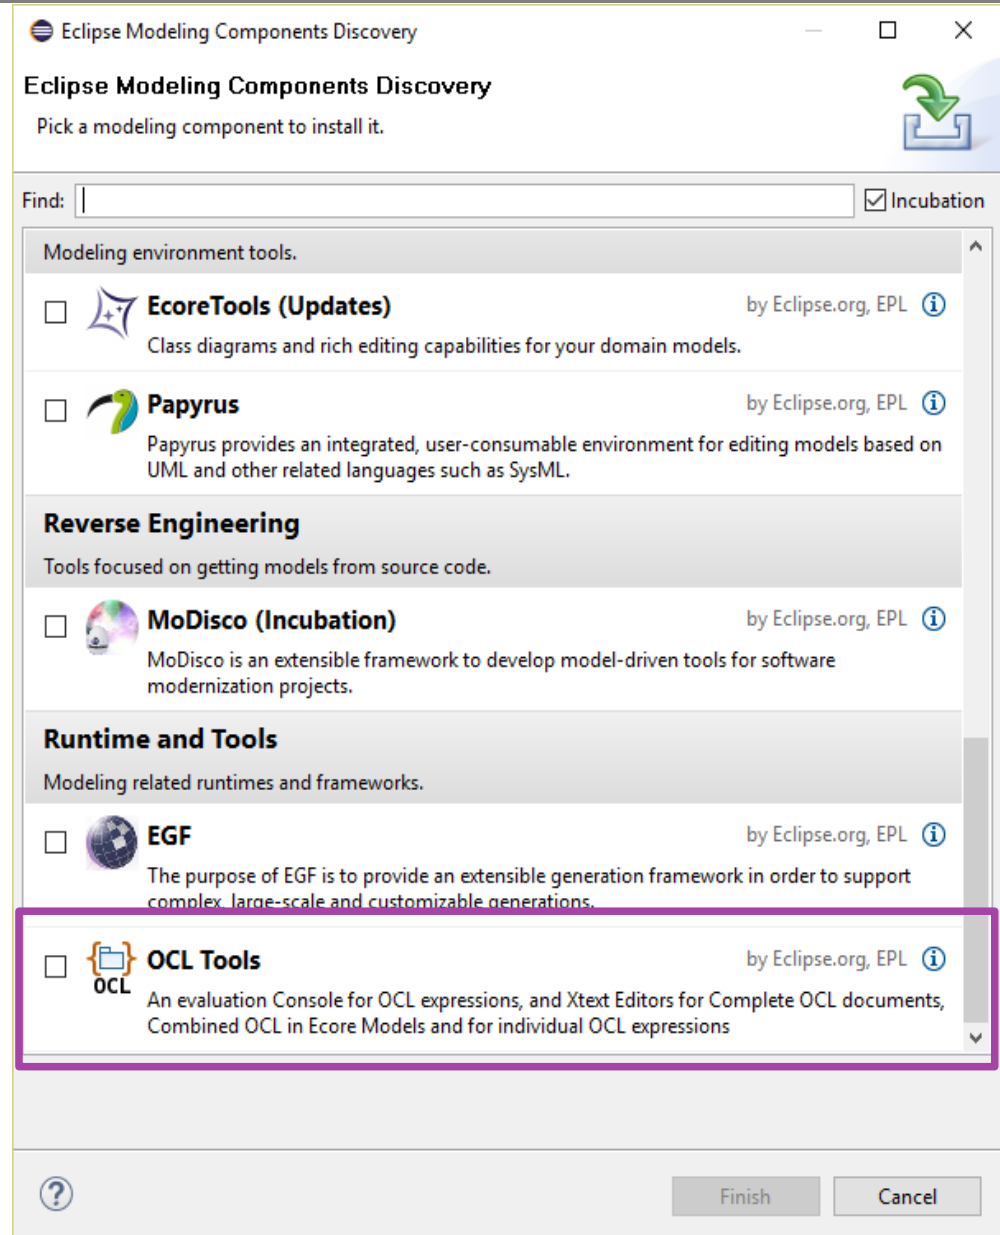 Eclipse Modeling Components Discovery
Eclipse Modeling Components Discovery
Pick a modeling component to install it.
Find:
Incubation
Modeling environment tools.
EcoreTools (Updates)
by Eclipse.org, EPL
Class diagrams and rich editing capabilities for your domain models.
Papyrus
by Eclipse.org, EPL
Papyrus provides an integrated, user-consumable environment for editing models based on
UML and other related languages such as SysML.
Reverse Engineering
Tools focused on getting models from source code.
MoDisco (Incubation)
by Eclipse.org, EPL
MoDisco is an extensible framework to develop model-driven tools for software
modernization projects.
Runtime and Tools
Modeling related runtimes and frameworks.
EGF
by Eclipse.org, EPL
The purpose of EGF is to provide an extensible generation framework in order to support
complex, large-scale and customizable generations.
OCL
OCL Tools
by Eclipse.org, EPL
An evaluation Console for OCL expressions, and Xtext Editors for Complete OCL documents,
Combined OCL in Ecore Models and for individual OCL expressions
Finish
Cancel